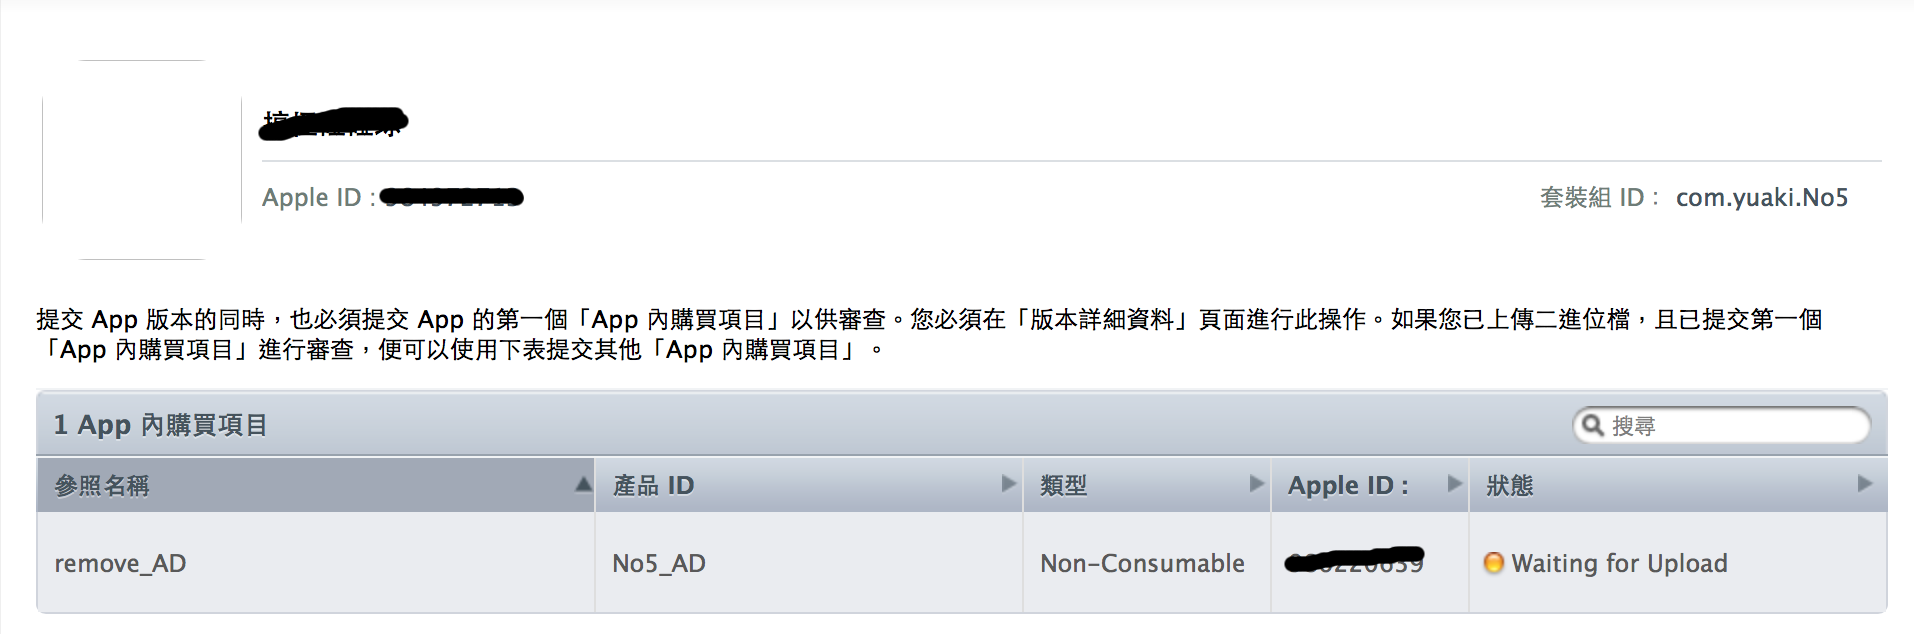 Apple ID :
套裝組 ID : com.yuaki.No5
提交 App 版本的同時，也必須提交 App 的第一個「App 內購買項目」以供審查。您必須在「版本詳細資料」頁面進行此操作。如果您已上傳二進位檔，且已提交第一個
「App 內購買項目」進行審查，便可以使用下表提交其他「App 內購買項目」。
1 App 內購買項目 搜尋
參照名稱 產品 ID 類型 Apple ID : 狀態
remove_AD No5_AD Non-Consumable Waiting for Upload